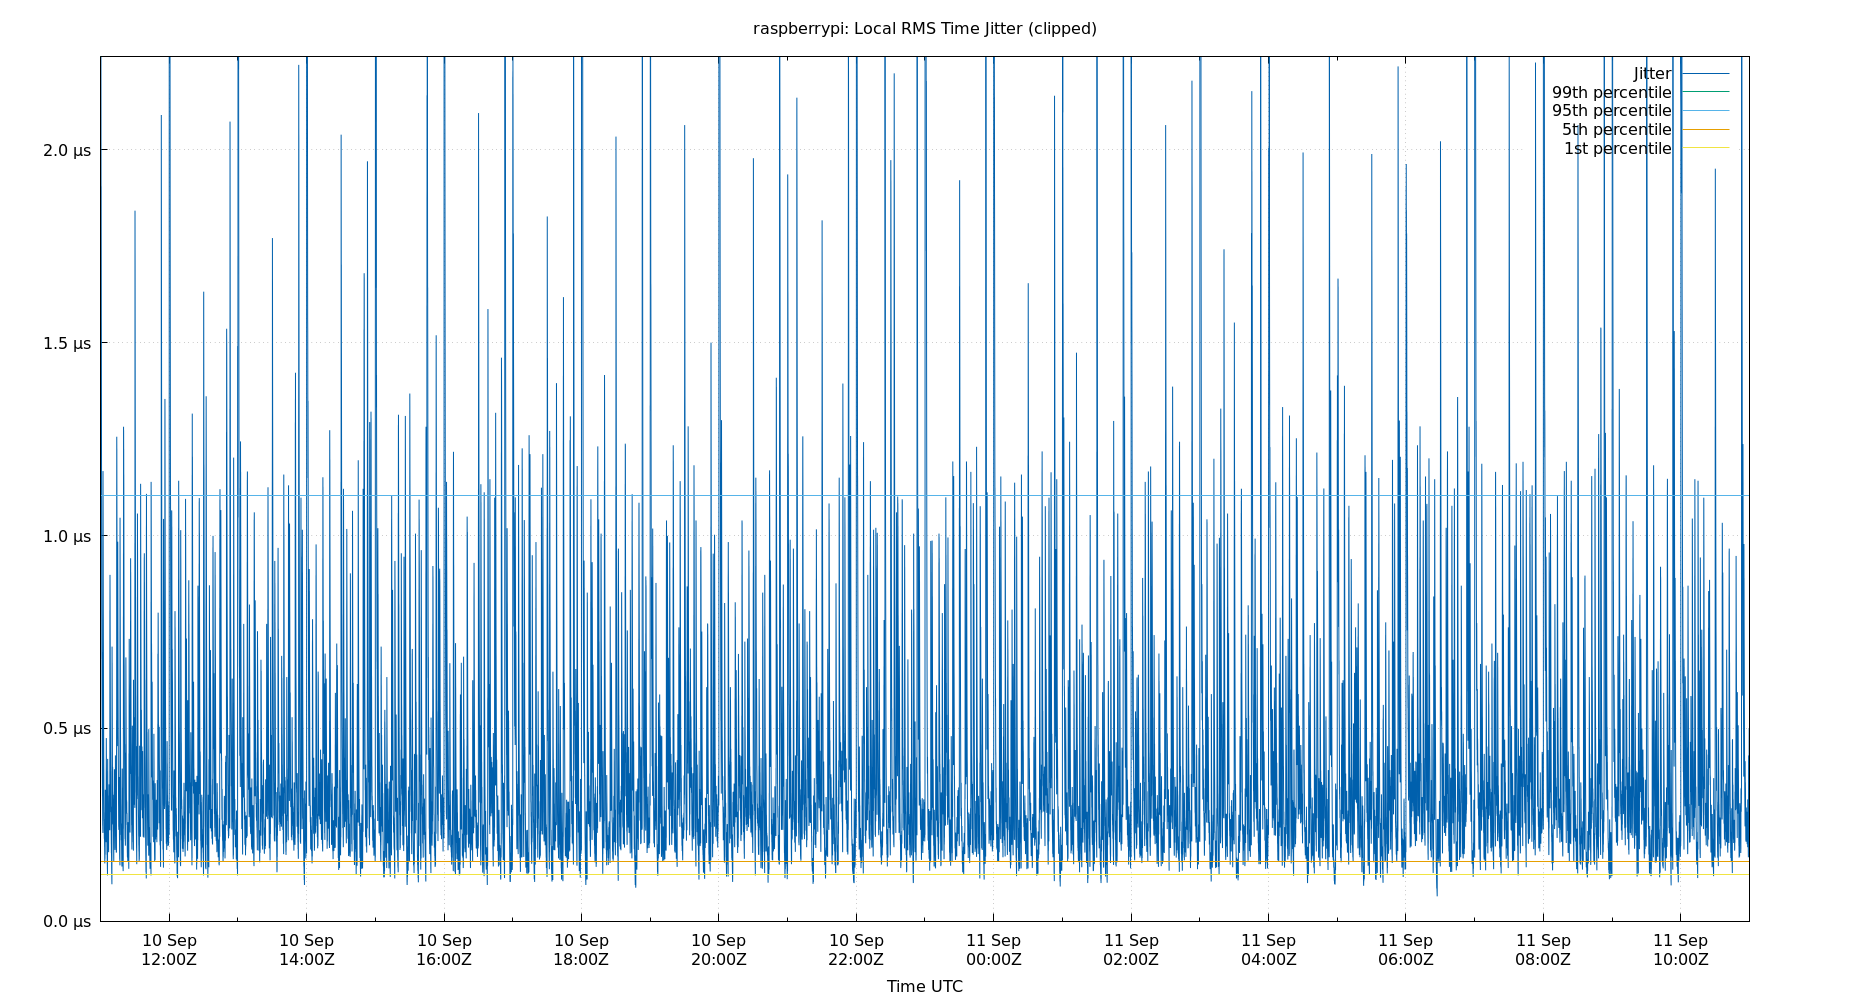 raspberrypi: Local RMS Time Jitter (clipped)
Jitter
99th percentile
95th percentile
5th percentile
1st percentile
2.0 µs
1.5 µs
1.0 µs
0.5 µs
0.0 µs
10 Sep 10 Sep 10 Sep 10 Sep 10 Sep 10 Sep 11 Sep 11 Sep 11 Sep 11 Sep 11 Sep 11 Sep
12:00Z 14:00Z 16:00Z 18:00Z 20:00Z 22:00Z 00:00Z 02:00Z 04:00Z 06:00Z 08:00Z 10:00Z
Time UTC